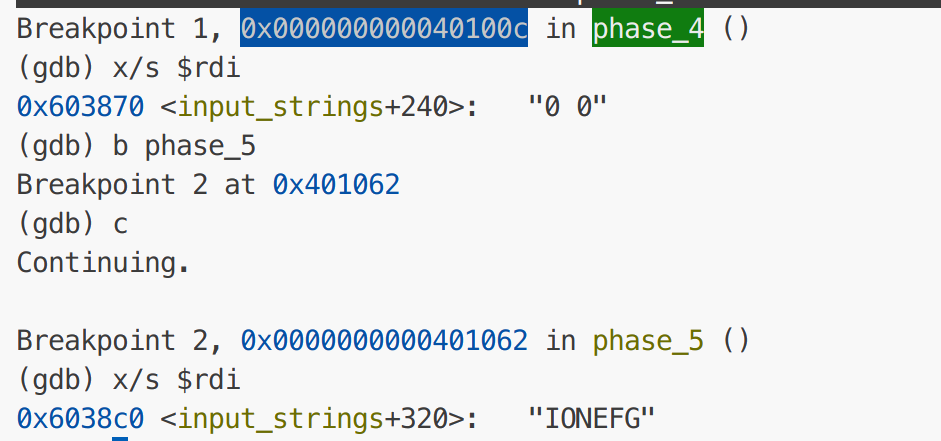 Breakpoint 1, 0x000000000040100c in phase_4 ()
(gdb) x/s $rdi
0x603870 <input_strings+240>:   "0 0"
(gdb) b phase_5
Breakpoint 2 at 0x401062
(gdb) c
Continuing.
Breakpoint 2, 0x0000000000401062 in phase_5 ()
(gdb) x/s $rdi
0x6038c0 <input_strings+320>:   "IONEFG"